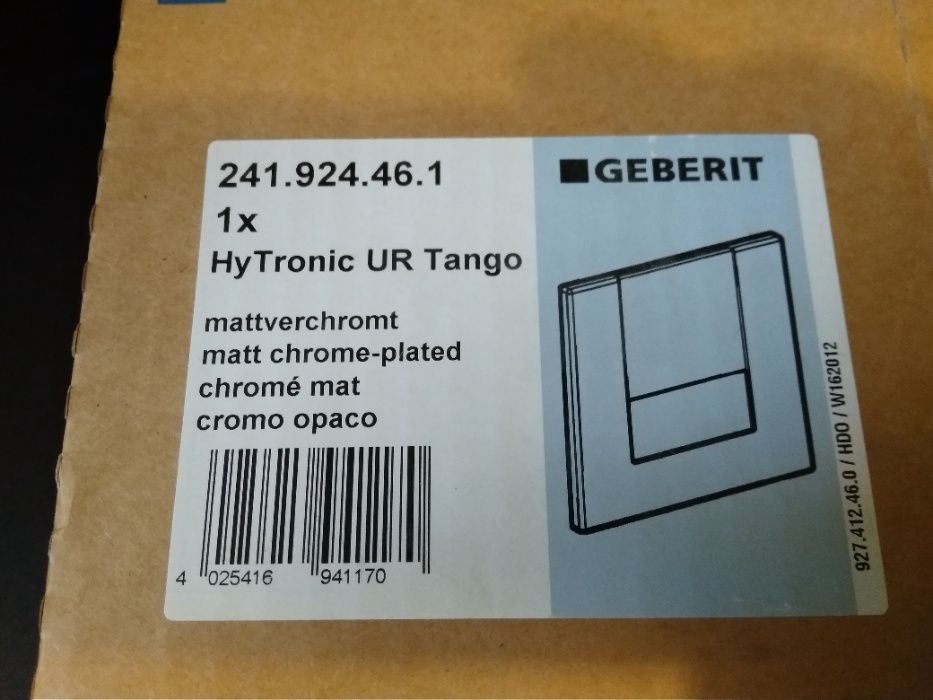 241.924.46.1
1x
HyTronic UR Tango
mattverchromt
matt chrome-plated
chromé mat
cromo opaco
4 025416 941170
GEBERIT
927.412.46.0 / HDO / W162012